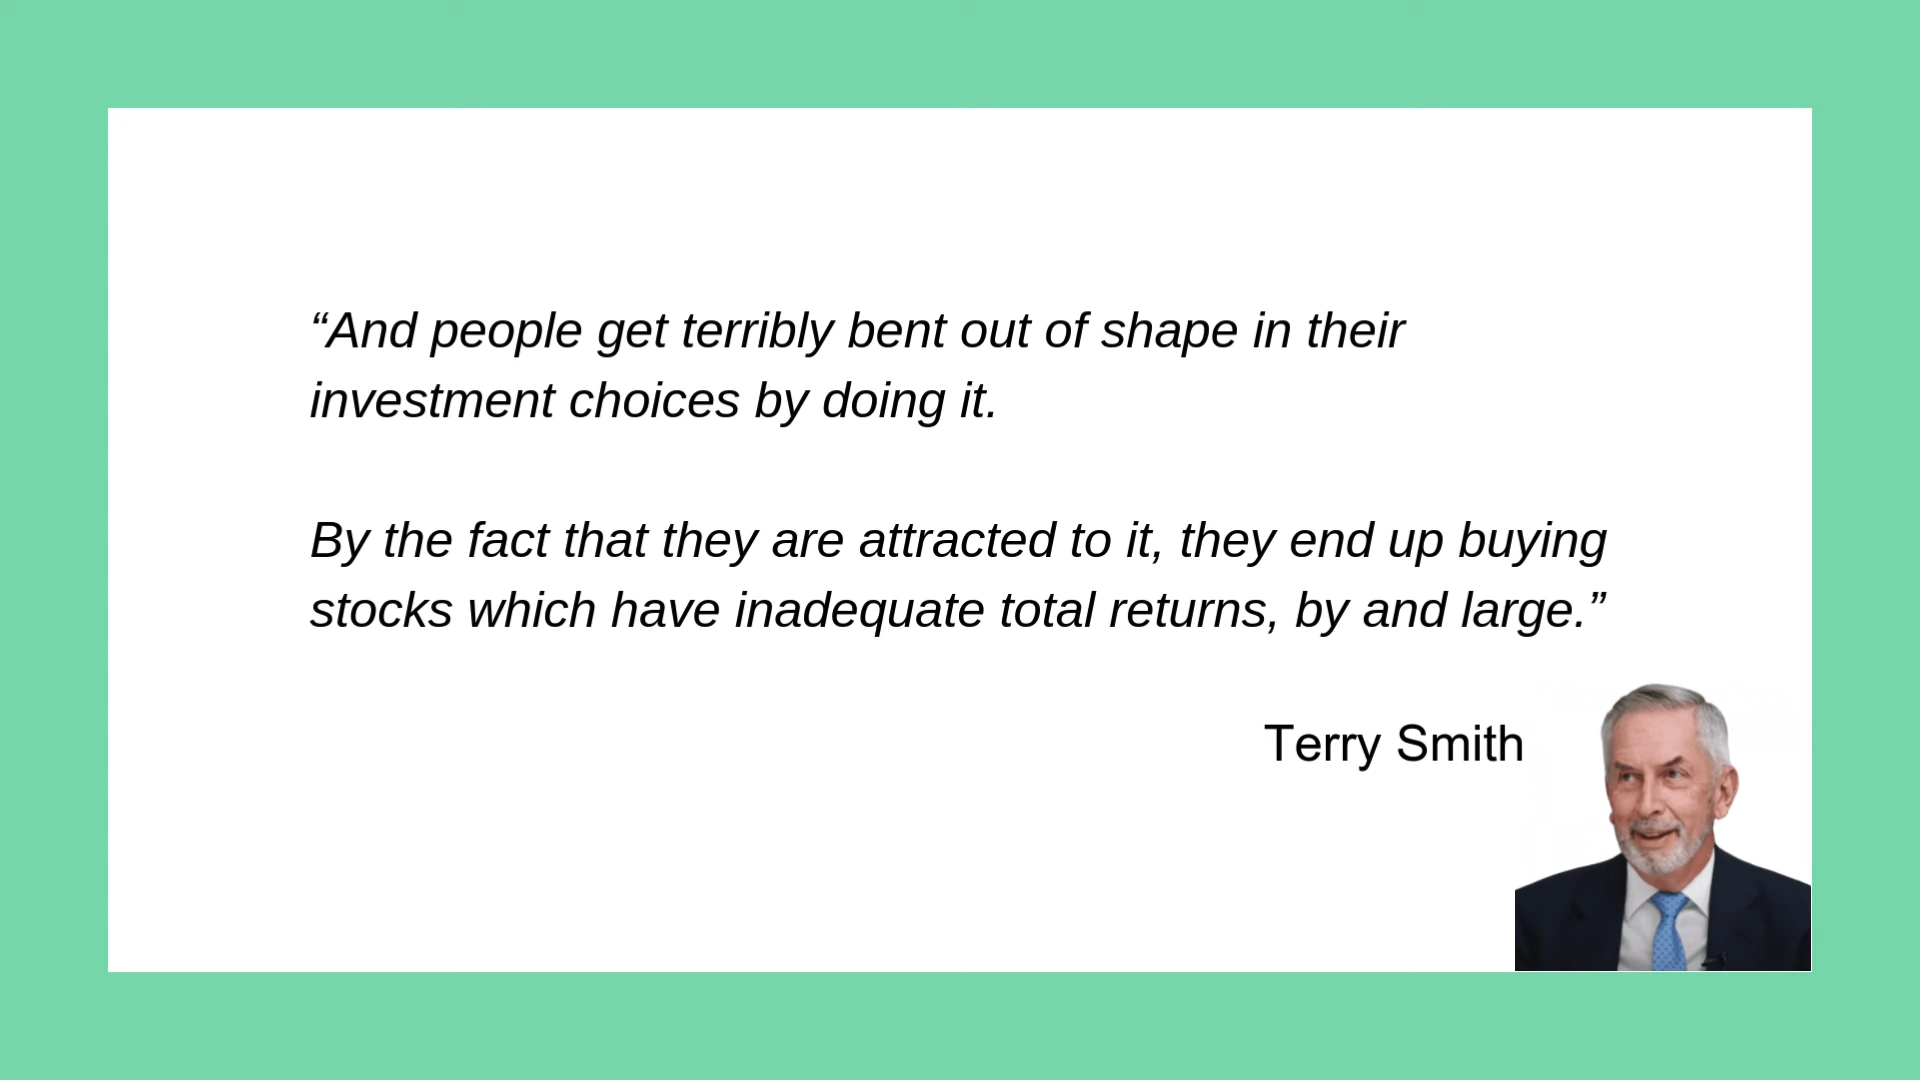 “And people get terribly bent out of shape in their
investment choices by doing it.
By the fact that they are attracted to it, they end up buying
stocks which have inadequate total returns, by and large.”
Terry Smith